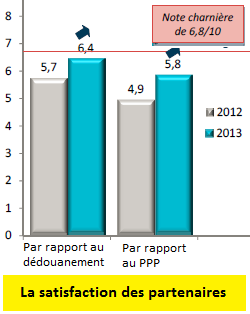 Note charnière
de 6,8/10
8
7
6
5
4
3
2
1
0
5,7
6,4
4,9
5,8
2012
2013
Par rapport au
dédouanement
Par rapport
au PPP
La satisfaction des partenaires